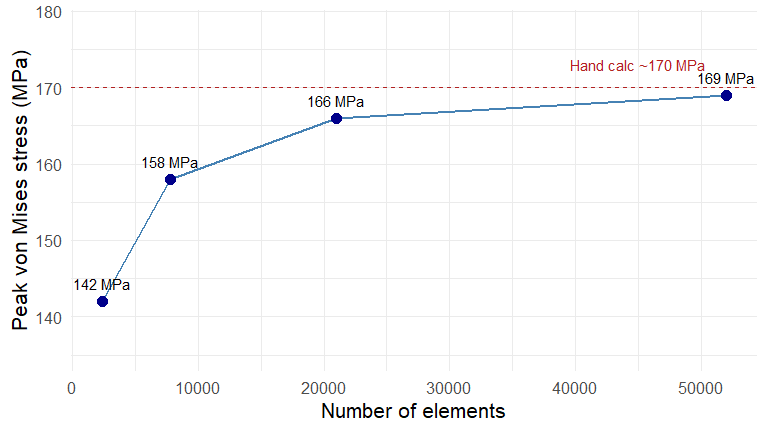 180
Hand calc ~170 MPa
169 MPa
170
166 MPa
158 MPa
160
150
142 MPa
140
Peak von Mises stress (MPa)
0 10000 20000 30000 40000 50000
Number of elements